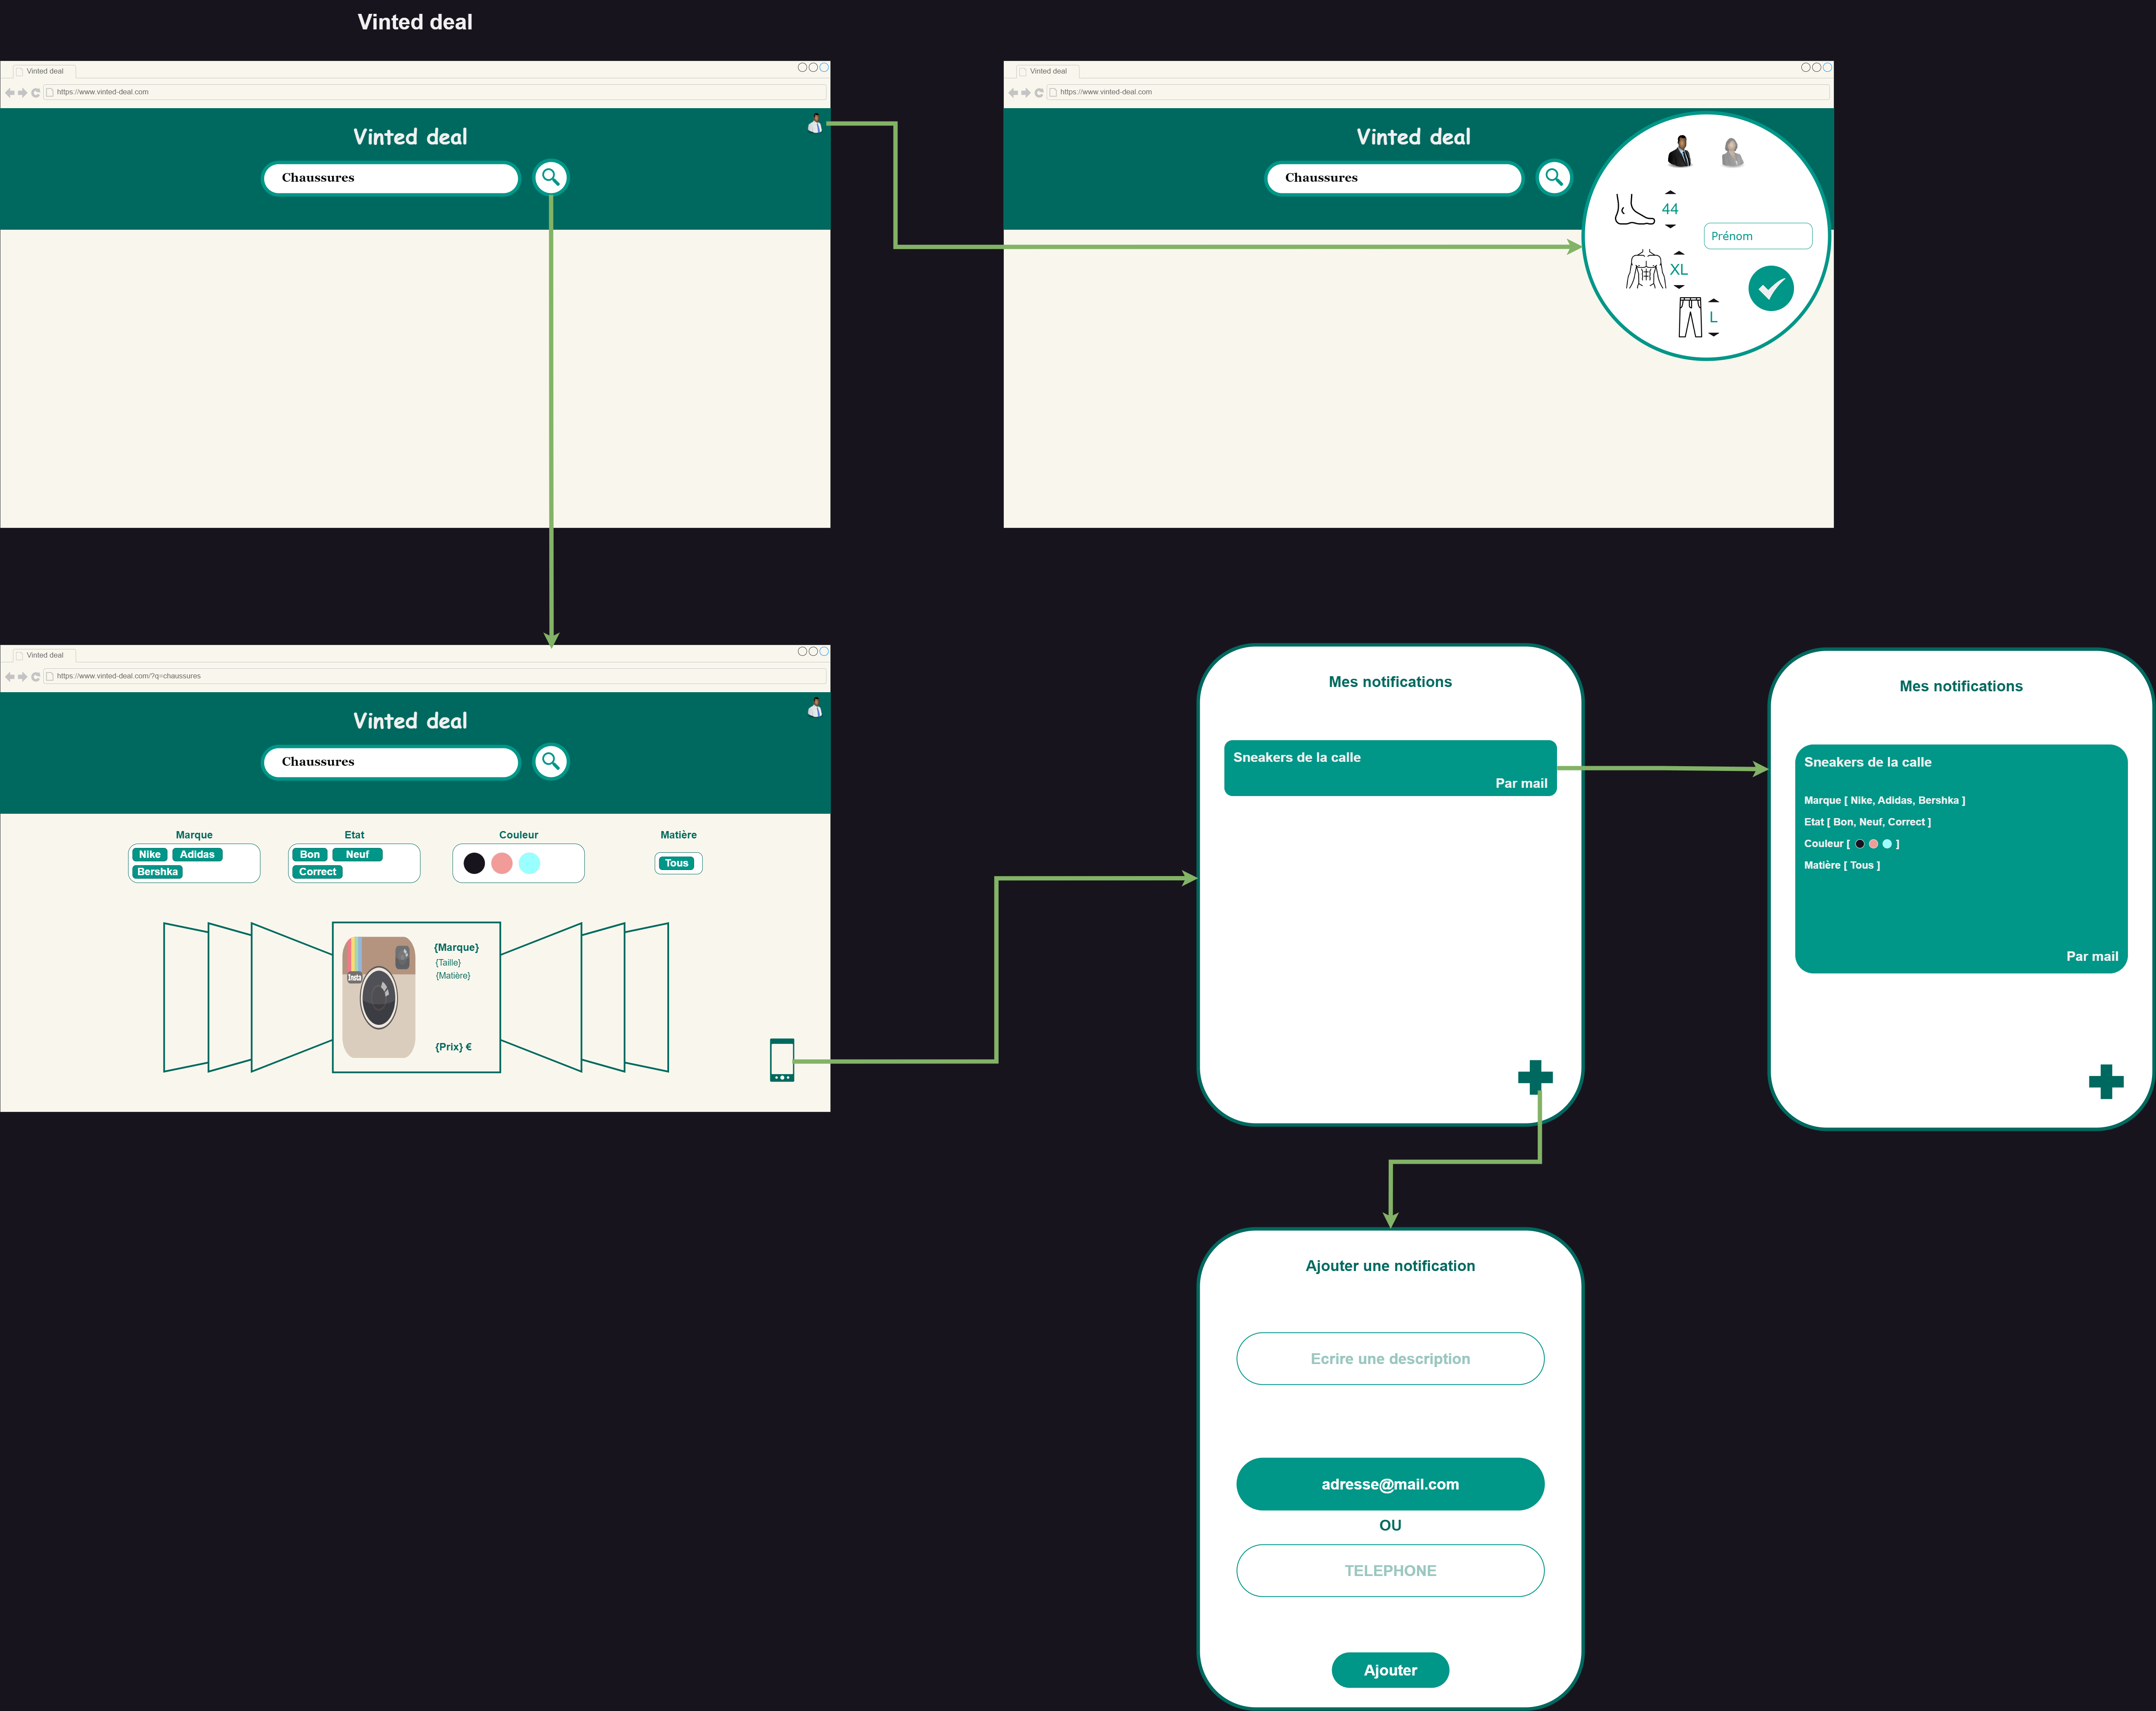 Vinted deal
Vinted deal
https://www.vinted-deal.com
Vinted deal
Chaussures
Vinted deal
https://www.vinted-deal.com
Vinted deal
Chaussures
44
Prénom
XL
L
Vinted deal
https://www.vinted-deal.com/?q=chaussures
Vinted deal
Chaussures
Marque
Etat
Couleur
Matière
Nike
Adidas
Bershka
Bon
Neuf
Correct
Tous
Insta
{Marque}
{Taille}
{Matière}
{Prix} €
Mes notifications
Sneakers de la calle
Par mail
Mes notifications
Sneakers de la calle
Marque [ Nike, Adidas, Bershka ]
Etat [ Bon, Neuf, Correct ]
Couleur [ ]
Matière [ Tous ]
Par mail
Ajouter une notification
Ecrire une description
adresse@mail.com
OU
TELEPHONE
Ajouter